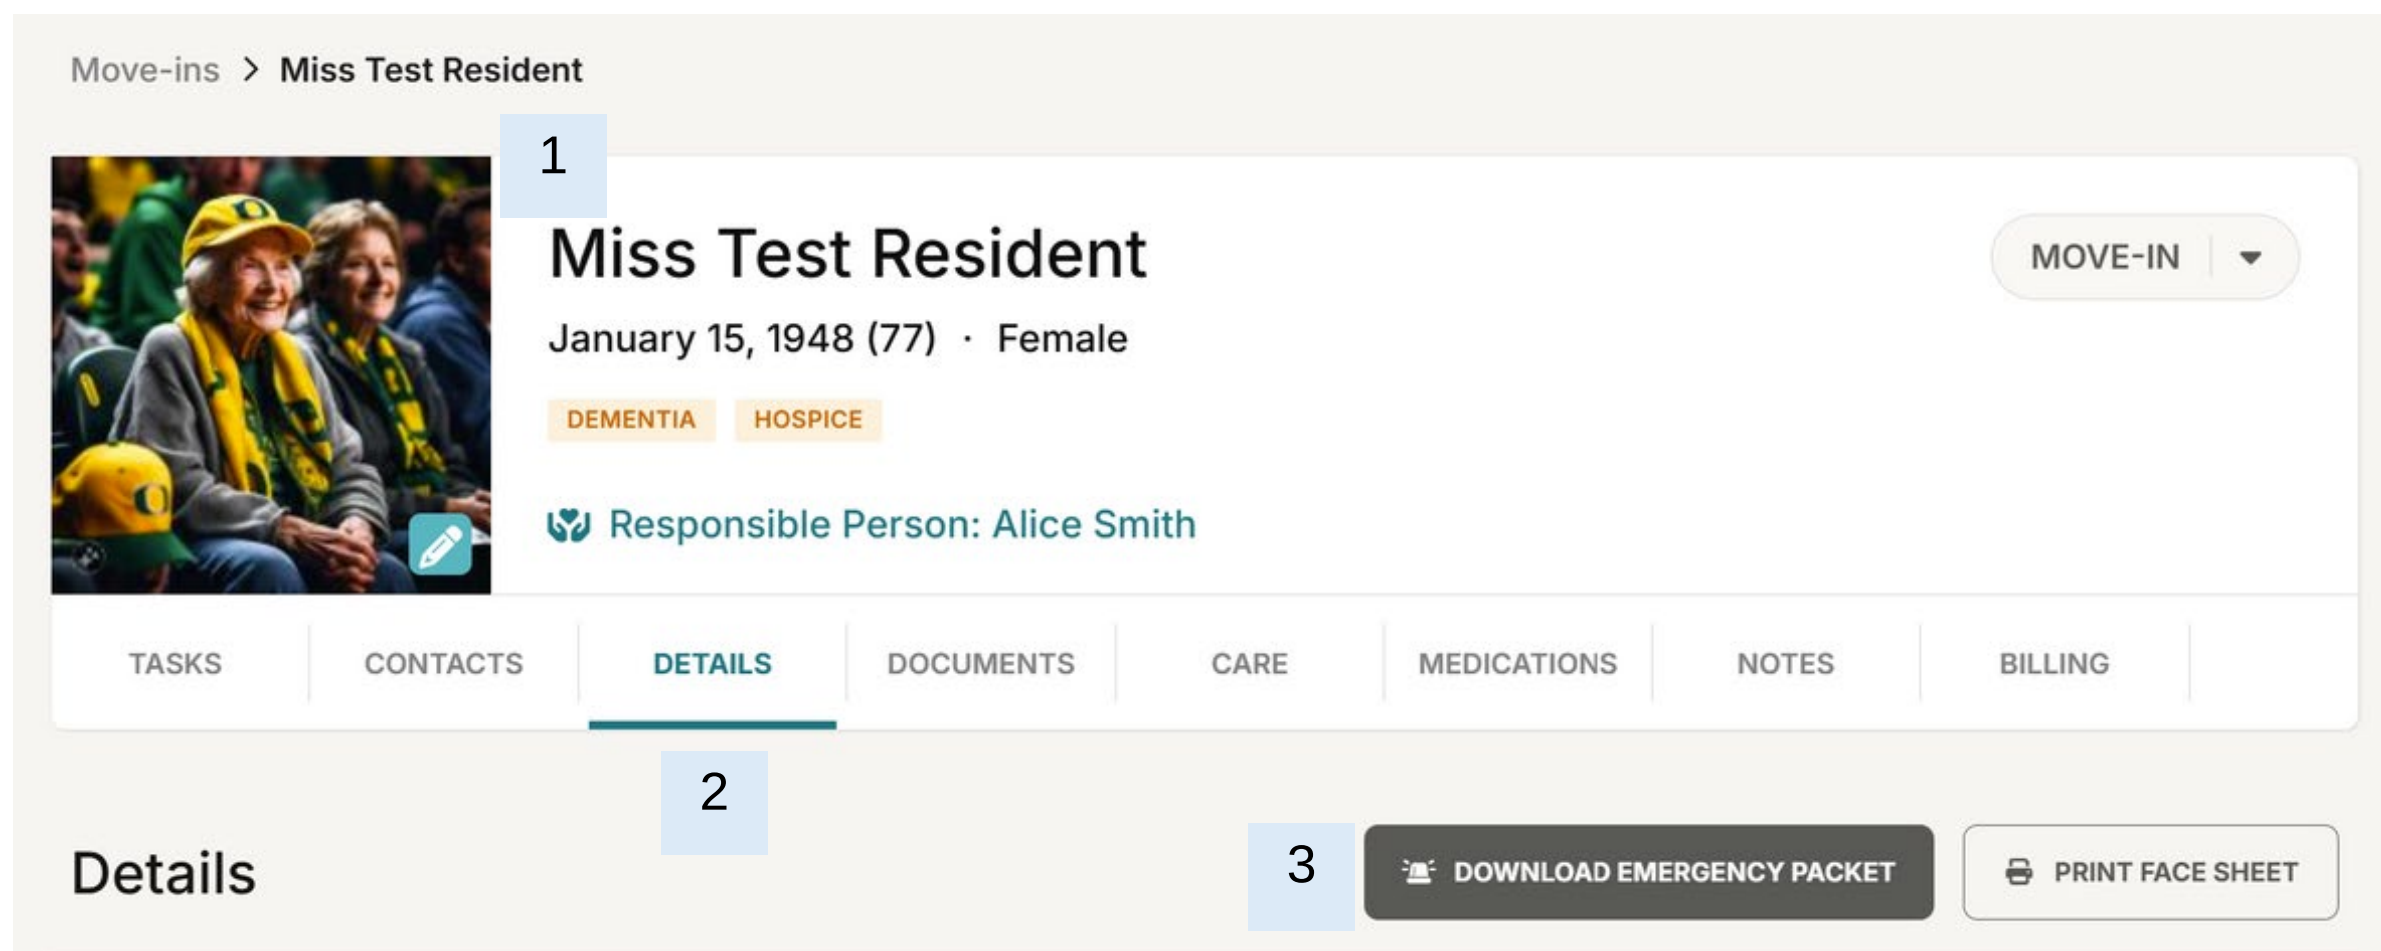 Move-ins > Miss Test Resident
1
Miss Test Resident
MOVE-IN
January 15, 1948 (77) · Female
DEMENTIA HOSPICE
Responsible Person: Alice Smith
TASKS CONTACTS DETAILS DOCUMENTS CARE MEDICATIONS NOTES BILLING
2
Details
3
DOWNLOAD EMERGENCY PACKET
PRINT FACE SHEET